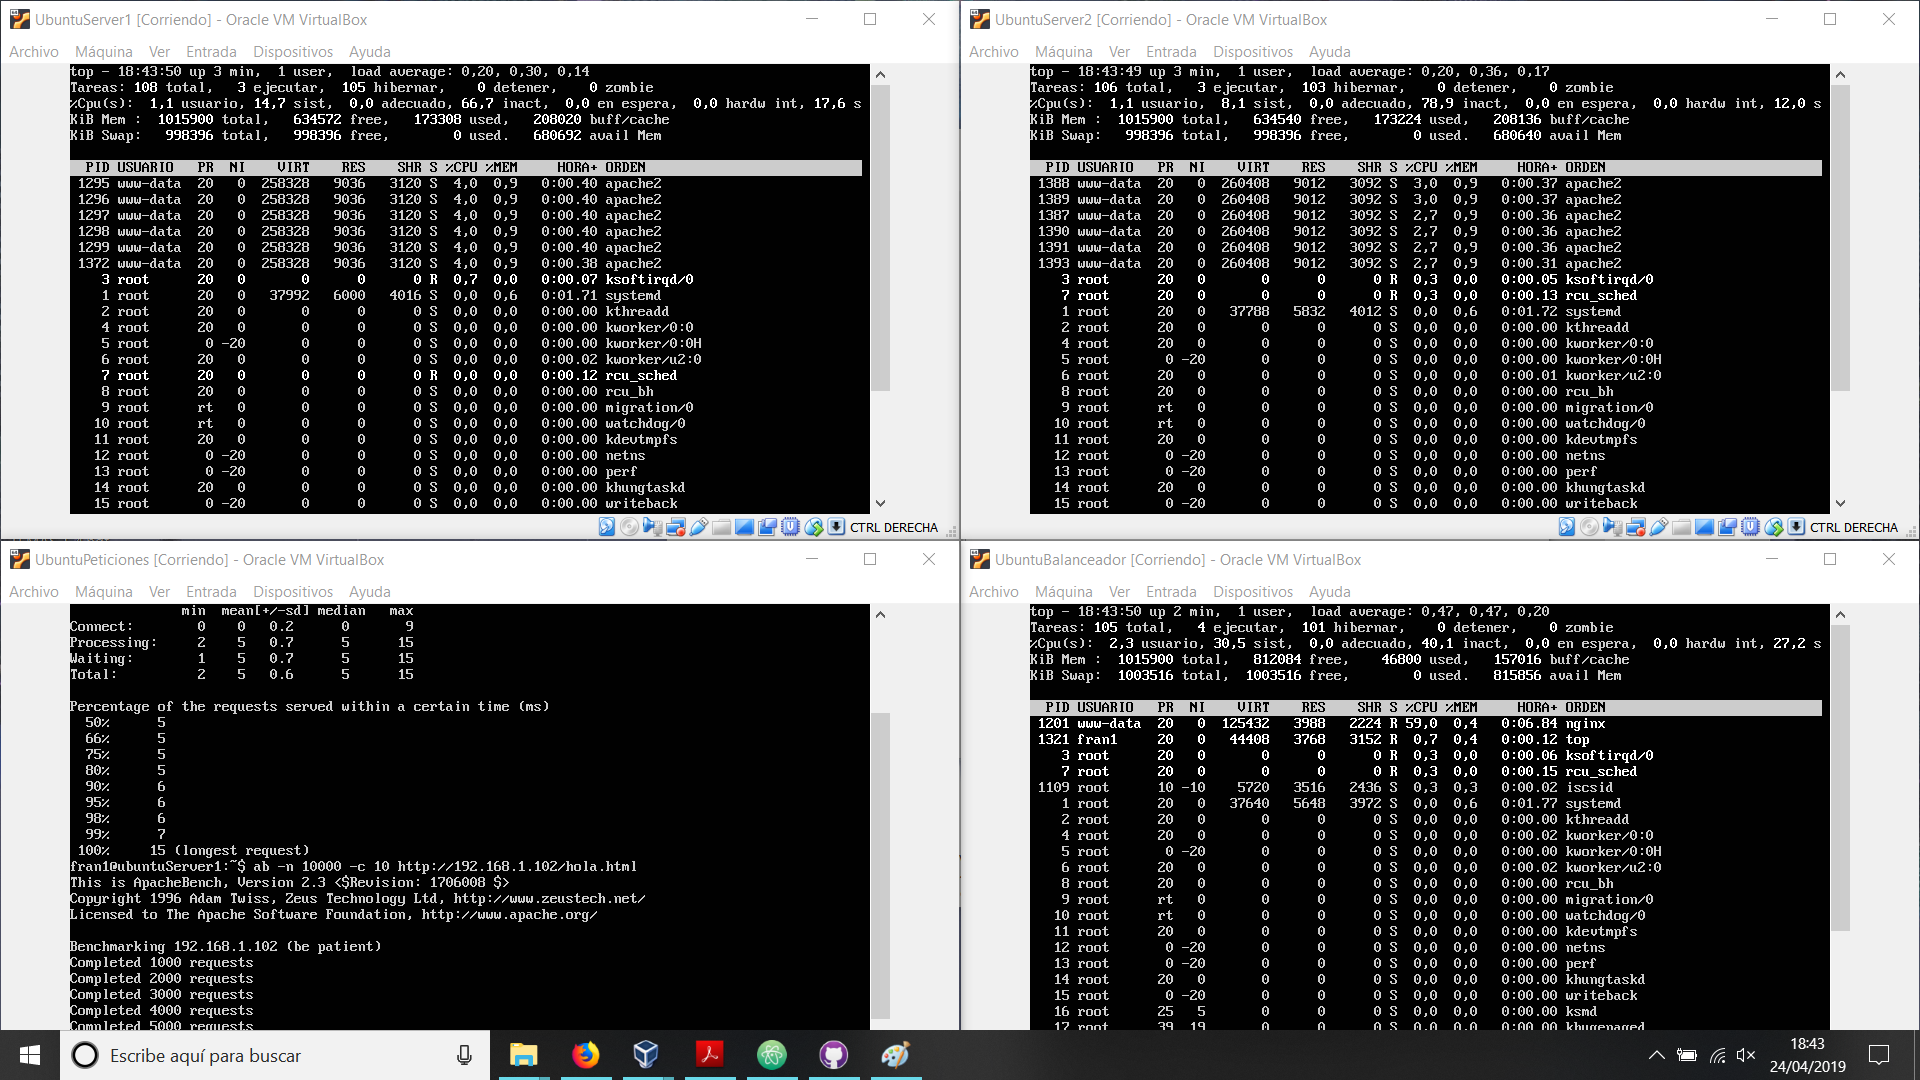 UbuntuServer1 [Corriendo] - Oracle VM VirtualBox
Archivo Máquina Ver Entrada Dispositivos Ayuda
top - 18:43:50 up 3 min,  1 user,  load average: 0,20, 0,30, 0,14
Tareas: 108 total,   3 ejecutar,  105 hibernar,    0 detener,    0 zombie
%Cpu(s):  1,1 usuario, 14,7 sist,  0,0 adecuado, 66,7 inact,  0,0 en espera,  0,0 hardw int, 17,6 s
KiB Mem :  1015900 total,   634572 free,   173308 used,   208020 buff/cache
KiB Swap:   998396 total,   998396 free,        0 used.   680692 avail Mem
PID USUARIO   PR  NI    VIRT    RES    SHR S %CPU %MEM     HORA+ ORDEN
1295 www-data  20   0  258328   9036   3120 S  4,0  0,9   0:00.40 apache2
1296 www-data  20   0  258328   9036   3120 S  4,0  0,9   0:00.40 apache2
1297 www-data  20   0  258328   9036   3120 S  4,0  0,9   0:00.40 apache2
1298 www-data  20   0  258328   9036   3120 S  4,0  0,9   0:00.40 apache2
1299 www-data  20   0  258328   9036   3120 S  4,0  0,9   0:00.40 apache2
1372 www-data  20   0  258328   9036   3120 S  4,0  0,9   0:00.38 apache2
3 root      20   0       0      0      0 R  0,7  0,0   0:00.07 ksoftirqd/0
1 root      20   0   37992   6000   4016 S  0,0  0,6   0:01.71 systemd
2 root      20   0       0      0      0 S  0,0  0,0   0:00.00 kthreadd
4 root      20   0       0      0      0 S  0,0  0,0   0:00.00 kworker/0:0
5 root       0 -20       0      0      0 S  0,0  0,0   0:00.00 kworker/0:0H
6 root      20   0       0      0      0 S  0,0  0,0   0:00.02 kworker/u2:0
7 root      20   0       0      0      0 R  0,0  0,0   0:00.12 rcu_sched
8 root      20   0       0      0      0 S  0,0  0,0   0:00.00 rcu_bh
9 root      rt   0       0      0      0 S  0,0  0,0   0:00.00 migration/0
10 root      rt   0       0      0      0 S  0,0  0,0   0:00.00 watchdog/0
11 root      20   0       0      0      0 S  0,0  0,0   0:00.00 kdevtmpfs
12 root       0 -20       0      0      0 S  0,0  0,0   0:00.00 netns
13 root       0 -20       0      0      0 S  0,0  0,0   0:00.00 perf
14 root      20   0       0      0      0 S  0,0  0,0   0:00.00 khungtaskd
15 root       0 -20       0      0      0 S  0,0  0,0   0:00.00 writeback
CTRL DERECHA
UbuntuServer2 [Corriendo] - Oracle VM VirtualBox
Archivo Máquina Ver Entrada Dispositivos Ayuda
top - 18:43:49 up 3 min,  1 user,  load average: 0,20, 0,36, 0,17
Tareas: 106 total,   3 ejecutar,  103 hibernar,    0 detener,    0 zombie
%Cpu(s):  1,1 usuario,  8,1 sist,  0,0 adecuado, 78,9 inact,  0,0 en espera,  0,0 hardw int, 12,0 s
KiB Mem :  1015900 total,   634540 free,   173224 used,   208136 buff/cache
KiB Swap:   998396 total,   998396 free,        0 used.   680640 avail Mem
PID USUARIO   PR  NI    VIRT    RES    SHR S %CPU %MEM     HORA+ ORDEN
1388 www-data  20   0  260408   9012   3092 S  3,0  0,9   0:00.37 apache2
1389 www-data  20   0  260408   9012   3092 S  3,0  0,9   0:00.37 apache2
1387 www-data  20   0  260408   9012   3092 S  2,7  0,9   0:00.36 apache2
1390 www-data  20   0  260408   9012   3092 S  2,7  0,9   0:00.36 apache2
1391 www-data  20   0  260408   9012   3092 S  2,7  0,9   0:00.36 apache2
1393 www-data  20   0  260408   9012   3092 S  2,7  0,9   0:00.31 apache2
3 root      20   0       0      0      0 R  0,3  0,0   0:00.05 ksoftirqd/0
7 root      20   0       0      0      0 R  0,3  0,0   0:00.13 rcu_sched
1 root      20   0   37788   5832   4012 S  0,0  0,6   0:01.72 systemd
2 root      20   0       0      0      0 S  0,0  0,0   0:00.00 kthreadd
4 root      20   0       0      0      0 S  0,0  0,0   0:00.00 kworker/0:0
5 root       0 -20       0      0      0 S  0,0  0,0   0:00.00 kworker/0:0H
6 root      20   0       0      0      0 S  0,0  0,0   0:00.01 kworker/u2:0
8 root      20   0       0      0      0 S  0,0  0,0   0:00.00 rcu_bh
9 root      rt   0       0      0      0 S  0,0  0,0   0:00.00 migration/0
10 root      rt   0       0      0      0 S  0,0  0,0   0:00.00 watchdog/0
11 root      20   0       0      0      0 S  0,0  0,0   0:00.00 kdevtmpfs
12 root       0 -20       0      0      0 S  0,0  0,0   0:00.00 netns
13 root       0 -20       0      0      0 S  0,0  0,0   0:00.00 perf
14 root      20   0       0      0      0 S  0,0  0,0   0:00.00 khungtaskd
15 root       0 -20       0      0      0 S  0,0  0,0   0:00.00 writeback
CTRL DERECHA
UbuntuPeticiones [Corriendo] - Oracle VM VirtualBox
Archivo Máquina Ver Entrada Dispositivos Ayuda
min  mean[+/-sd] median   max
Connect:        0    0   0.2      0       9
Processing:     2    5   0.7      5      15
Waiting:        1    5   0.7      5      15
Total:          2    5   0.6      5      15
Percentage of the requests served within a certain time (ms)
50%      5
66%      5
75%      5
80%      5
90%      6
95%      6
98%      6
99%      7
100%     15 (longest request)
fran1@ubuntuServer1:~$ ab -n 10000 -c 10 http://192.168.1.102/hola.html
This is ApacheBench, Version 2.3 <$Revision: 1706008 $>
Copyright 1996 Adam Twiss, Zeus Technology Ltd, http://www.zeustech.net/
Licensed to The Apache Software Foundation, http://www.apache.org/
Benchmarking 192.168.1.102 (be patient)
Completed 1000 requests
Completed 2000 requests
Completed 3000 requests
Completed 4000 requests
Completed 5000 requests
UbuntuBalanceador [Corriendo] - Oracle VM VirtualBox
Archivo Máquina Ver Entrada Dispositivos Ayuda
top - 18:43:50 up 2 min,  1 user,  load average: 0,47, 0,47, 0,20
Tareas: 105 total,   4 ejecutar,  101 hibernar,    0 detener,    0 zombie
%Cpu(s):  2,3 usuario, 30,5 sist,  0,0 adecuado, 40,1 inact,  0,0 en espera,  0,0 hardw int, 27,2 s
KiB Mem :  1015900 total,   812084 free,    46800 used,   157016 buff/cache
KiB Swap:  1003516 total,  1003516 free,        0 used.   815856 avail Mem
PID USUARIO   PR  NI    VIRT    RES    SHR S %CPU %MEM     HORA+ ORDEN
1201 www-data  20   0  125432   3988   2224 R 59,0  0,4   0:06.84 nginx
1321 fran1     20   0   44408   3768   3152 R  0,7  0,4   0:00.12 top
3 root      20   0       0      0      0 R  0,3  0,0   0:00.06 ksoftirqd/0
7 root      20   0       0      0      0 R  0,3  0,0   0:00.15 rcu_sched
1109 root      10 -10    5720   3516   2436 S  0,3  0,3   0:00.02 iscsid
1 root      20   0   37640   5648   3972 S  0,0  0,6   0:01.77 systemd
2 root      20   0       0      0      0 S  0,0  0,0   0:00.00 kthreadd
4 root      20   0       0      0      0 S  0,0  0,0   0:00.02 kworker/0:0
5 root       0 -20       0      0      0 S  0,0  0,0   0:00.00 kworker/0:0H
6 root      20   0       0      0      0 S  0,0  0,0   0:00.02 kworker/u2:0
8 root      20   0       0      0      0 S  0,0  0,0   0:00.00 rcu_bh
9 root      rt   0       0      0      0 S  0,0  0,0   0:00.00 migration/0
10 root      rt   0       0      0      0 S  0,0  0,0   0:00.00 watchdog/0
11 root      20   0       0      0      0 S  0,0  0,0   0:00.00 kdevtmpfs
12 root       0 -20       0      0      0 S  0,0  0,0   0:00.00 netns
13 root       0 -20       0      0      0 S  0,0  0,0   0:00.00 perf
14 root      20   0       0      0      0 S  0,0  0,0   0:00.00 khungtaskd
15 root       0 -20       0      0      0 S  0,0  0,0   0:00.00 writeback
16 root      25   5       0      0      0 S  0,0  0,0   0:00.00 ksmd
17 root      39  19       0      0      0 S  0,0  0,0   0:00.00 khugepaged
Escribe aquí para buscar
18:43
24/04/2019